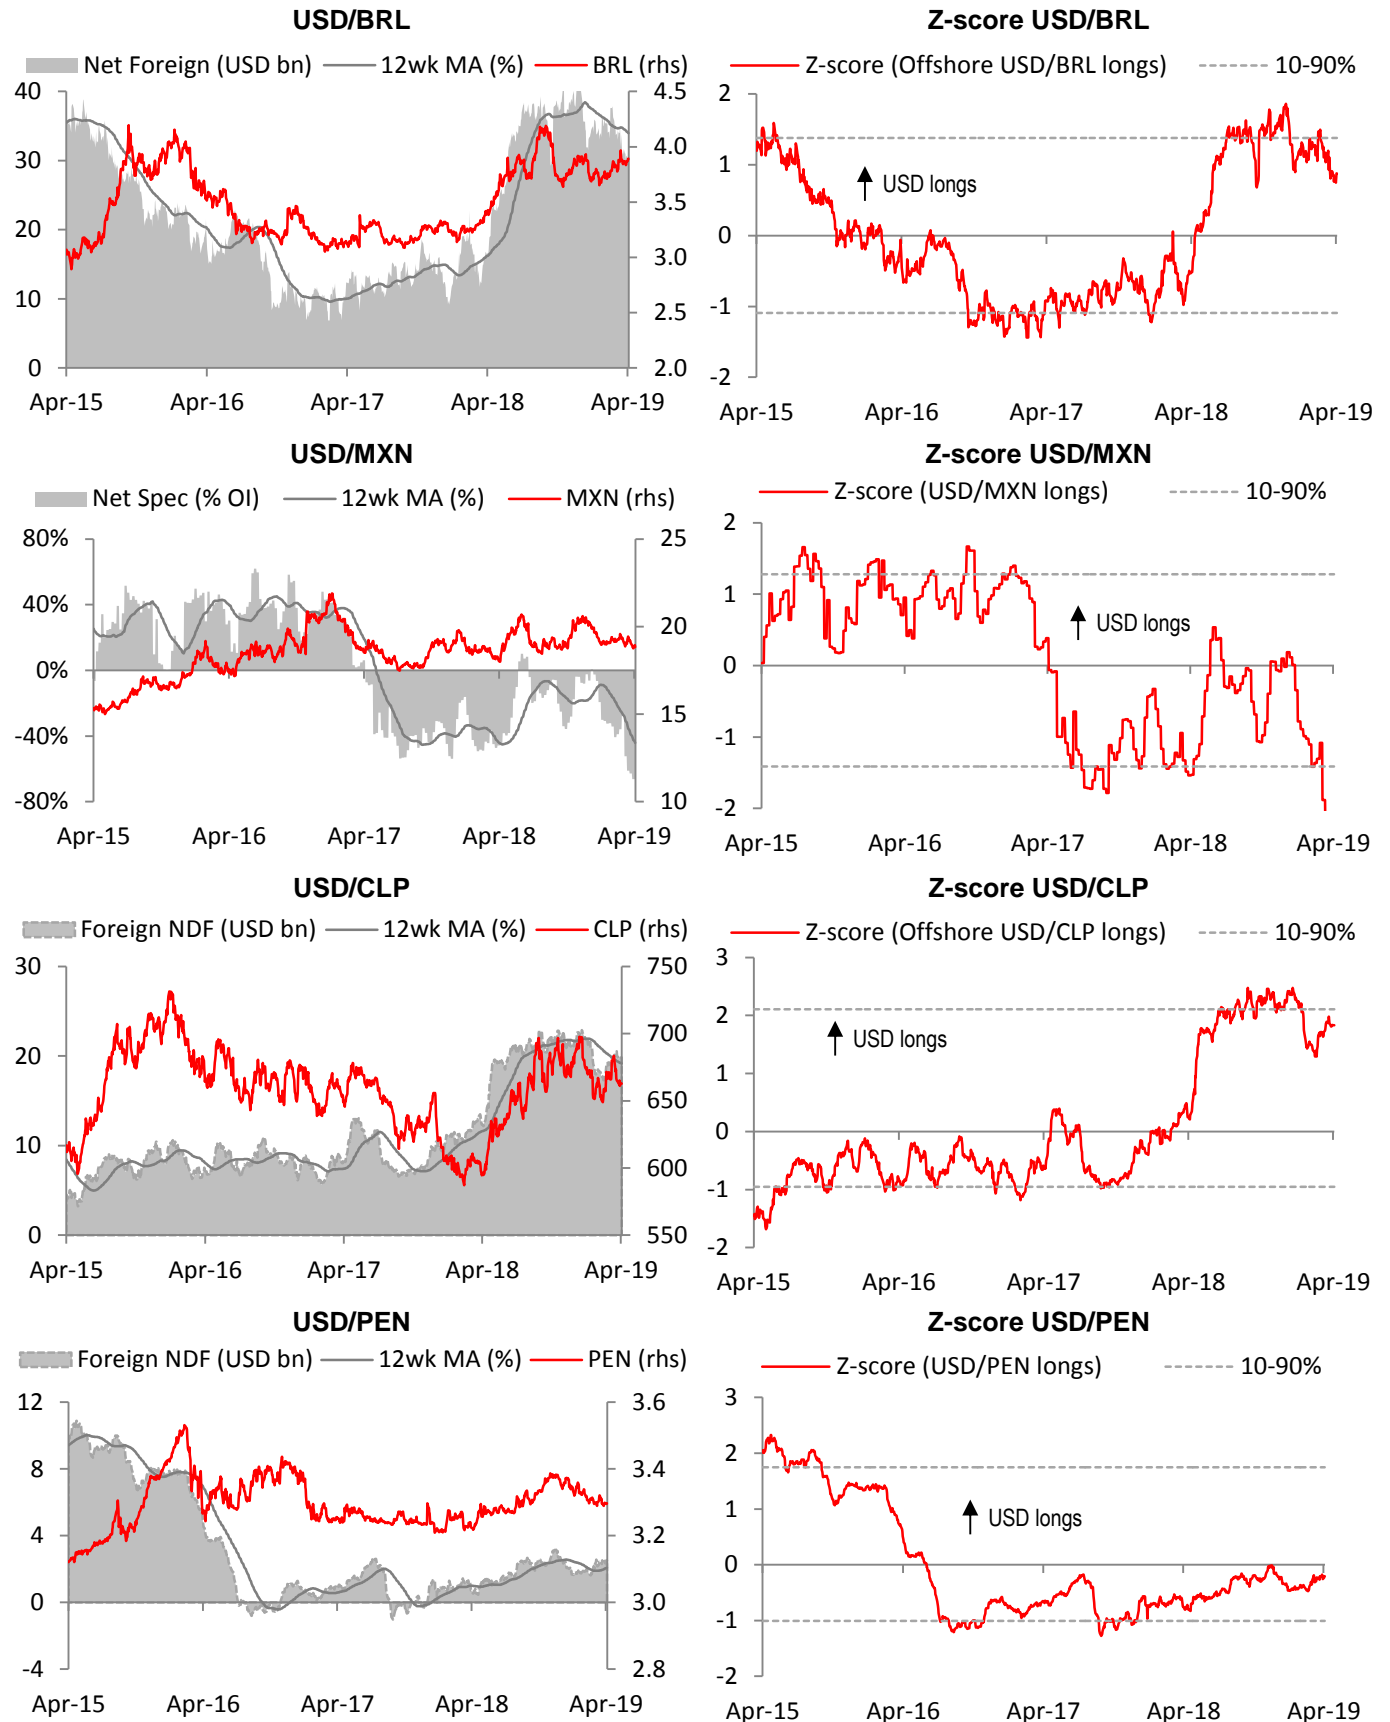 USD/BRL
Net Foreign (USD bn) 12wk MA (%) BRL (rhs)
40 4.5
30 4.0
20 3.5
10 3.0
0 2.5
2.0
Apr-15 Apr-16 Apr-17 Apr-18 Apr-19
Z-score USD/BRL
Z-score (Offshore USD/BRL longs) 10-90%
2
1
USD longs
0
-1
-2
Apr-15 Apr-16 Apr-17 Apr-18 Apr-19
USD/MXN
Net Spec (% OI) 12wk MA (%) MXN (rhs)
80% 25
40% 20
0%
-40% 15
-80% 10
Apr-15 Apr-16 Apr-17 Apr-18 Apr-19
Z-score USD/MXN
Z-score (USD/MXN longs) 10-90%
2
1
USD longs
0
-1
-2
Apr-15 Apr-16 Apr-17 Apr-18 Apr-19
USD/CLP
Foreign NDF (USD bn) 12wk MA (%) CLP (rhs)
30 750
20 700
650
10 600
0 550
Apr-15 Apr-16 Apr-17 Apr-18 Apr-19
Z-score USD/CLP
Z-score (Offshore USD/CLP longs) 10-90%
3
2
USD longs
1
0
-1
-2
Apr-15 Apr-16 Apr-17 Apr-18 Apr-19
USD/PEN
Foreign NDF (USD bn) 12wk MA (%) PEN (rhs)
12 3.6
8 3.4
4 3.2
0 3.0
-4 2.8
Apr-15 Apr-16 Apr-17 Apr-18 Apr-19
Z-score USD/PEN
Z-score (USD/PEN longs) 10-90%
3
2
1
USD longs
0
-1
-2
Apr-15 Apr-16 Apr-17 Apr-18 Apr-19